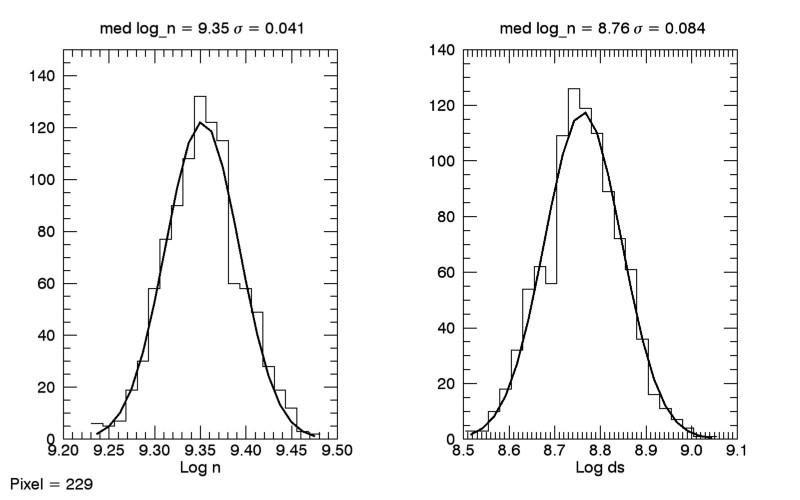 med log_n = 9.35 σ = 0.041
140
120
100
80
60
40
20
0
9.20 9.25 9.30 9.35 9.40 9.45 9.50
Log n
med log_n = 8.76 σ = 0.084
140
120
100
80
60
40
20
0
8.5 8.6 8.7 8.8 8.9 9.0 9.1
Log ds
Pixel = 229